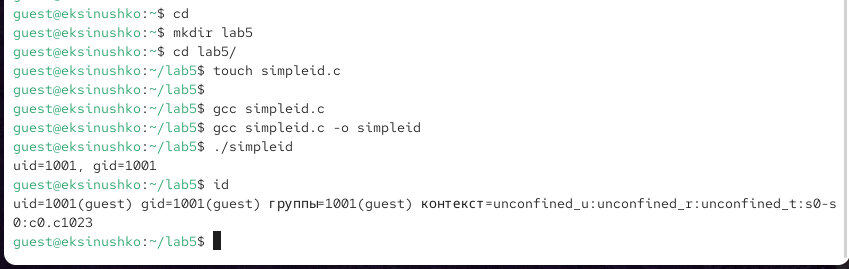 guest@eksinushko:~$ cd
guest@eksinushko:~$ mkdir lab5
guest@eksinushko:~$ cd lab5/
guest@eksinushko:~/lab5$ touch simpleid.c
guest@eksinushko:~/lab5$
guest@eksinushko:~/lab5$ gcc simpleid.c
guest@eksinushko:~/lab5$ gcc simpleid.c -o simpleid
guest@eksinushko:~/lab5$ ./simpleid
uid=1001, gid=1001
guest@eksinushko:~/lab5$ id
uid=1001(guest) gid=1001(guest) группы=1001(guest) контекст=unconfined_u:unconfined_r:unconfined_t:s0-s
0:c0.c1023
guest@eksinushko:~/lab5$